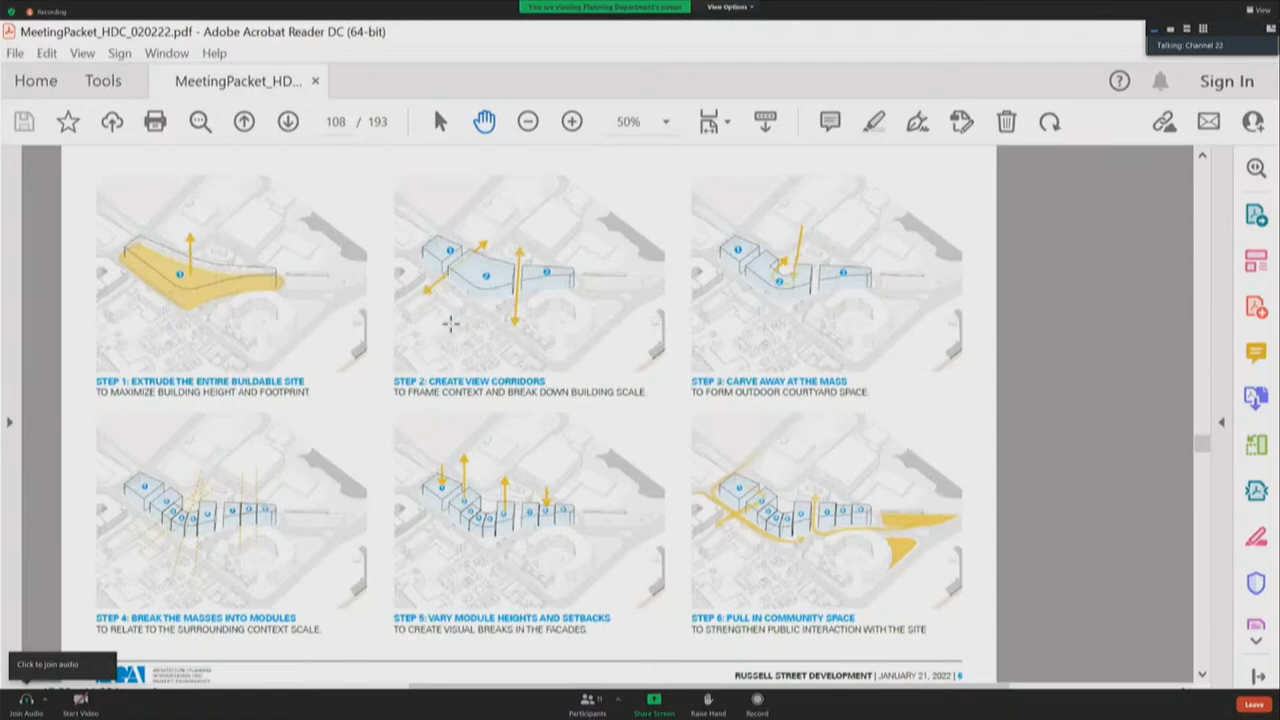 Recording
You are viewing Planning Department's screen
View Options
View
MeetingPacket_HDC_020222.pdf - Adobe Acrobat Reader DC (64-bit)
Talking: Channel 22
File Edit View Sign Window Help
Home Tools MeetingPacket_HD... × Sign In
108 / 193 50%
STEP 1: EXTRUDE THE ENTIRE BUILDABLE SITE
TO MAXIMIZE BUILDING HEIGHT AND FOOTPRINT.
STEP 2: CREATE VIEW CORRIDORS
TO FRAME CONTEXT AND BREAK DOWN BUILDING SCALE.
STEP 3: CARVE AWAY AT THE MASS
TO FORM OUTDOOR COURTYARD SPACE.
STEP 4: BREAK THE MASSES INTO MODULES
TO RELATE TO THE SURROUNDING CONTEXT SCALE.
STEP 5: VARY MODULE HEIGHTS AND SETBACKS
TO CREATE VISUAL BREAKS IN THE FACADES.
STEP 6: PULL IN COMMUNITY SPACE
TO STRENGTHEN PUBLIC INTERACTION WITH THE SITE
Click to join audio
RUSSELL STREET DEVELOPMENT | JANUARY 21, 2022 | 6
Join Audio Start Video Participants 11 Share Screen Raise Hand Record Leave